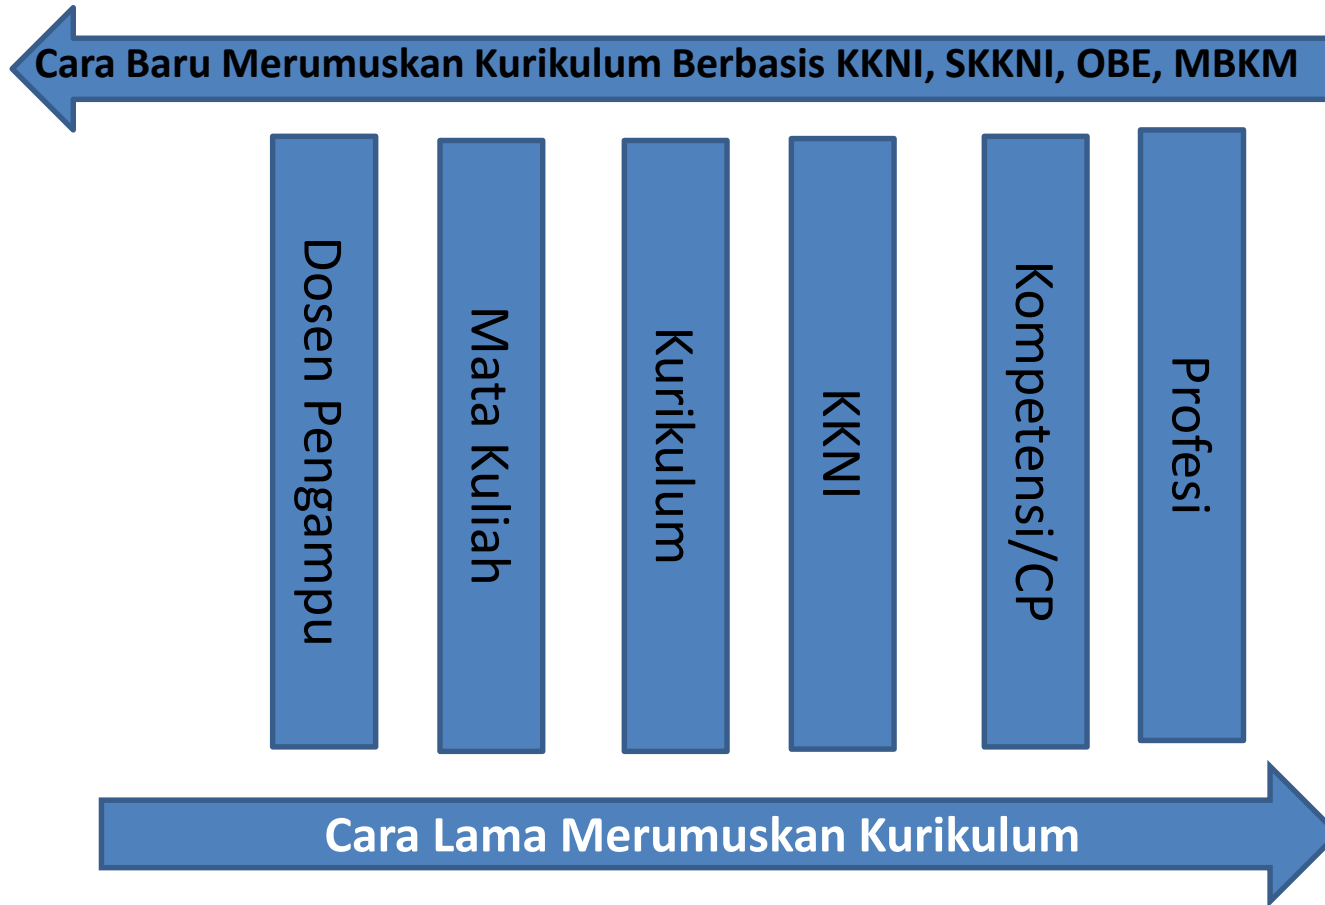 Cara Baru Merumuskan Kurikulum Berbasis KKNI, SKKNI, OBE, MBKM
Dosen Pengampu
Mata Kuliah
Kurikulum
KKNI
Kompetensi/CP
Profesi
Cara Lama Merumuskan Kurikulum